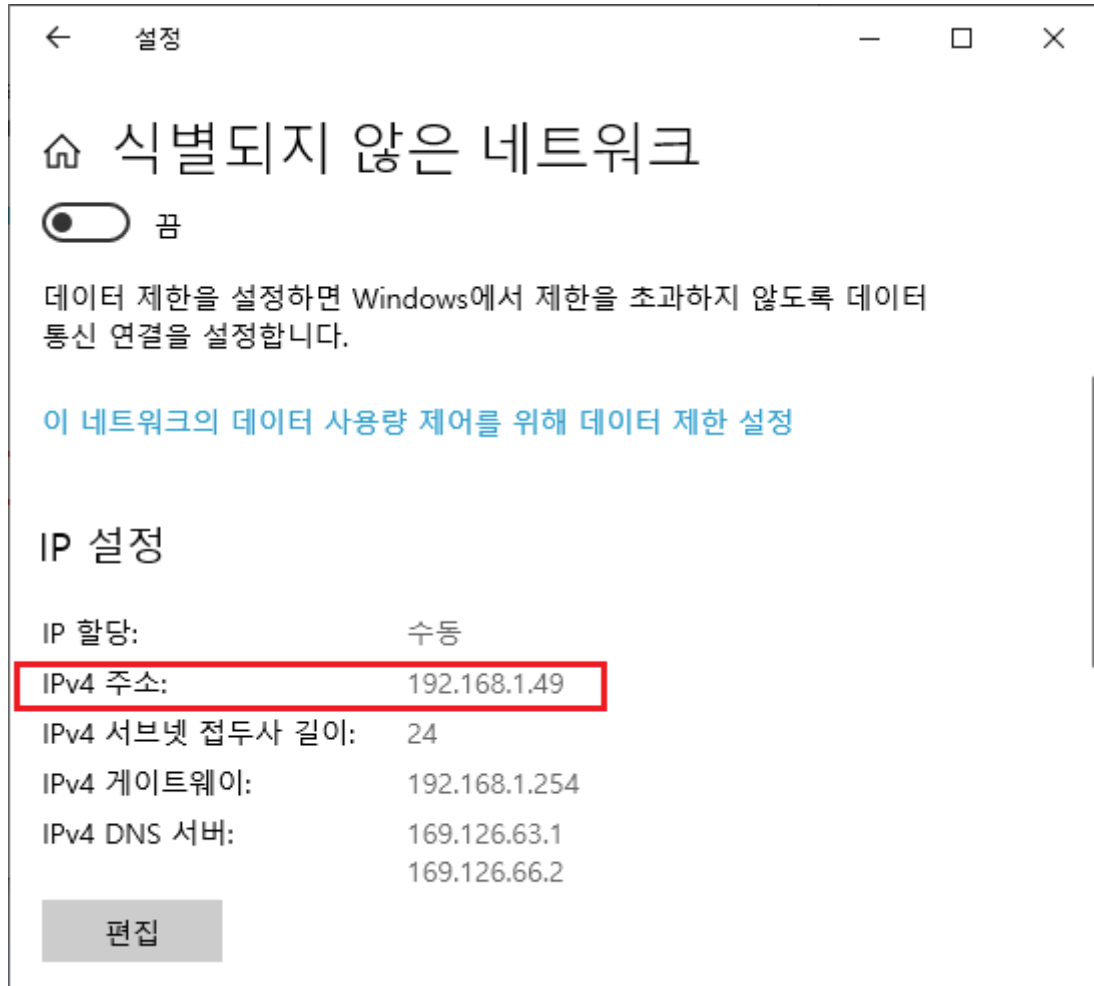 설정
식별되지 않은 네트워크
끔
데이터 제한을 설정하면 Windows에서 제한을 초과하지 않도록 데이터
통신 연결을 설정합니다.
이 네트워크의 데이터 사용량 제어를 위해 데이터 제한 설정
IP 설정
IP 할당: 수동
IPv4 주소: 192.168.1.49
IPv4 서브넷 접두사 길이: 24
IPv4 게이트웨이: 192.168.1.254
IPv4 DNS 서버: 169.126.63.1
169.126.66.2
편집